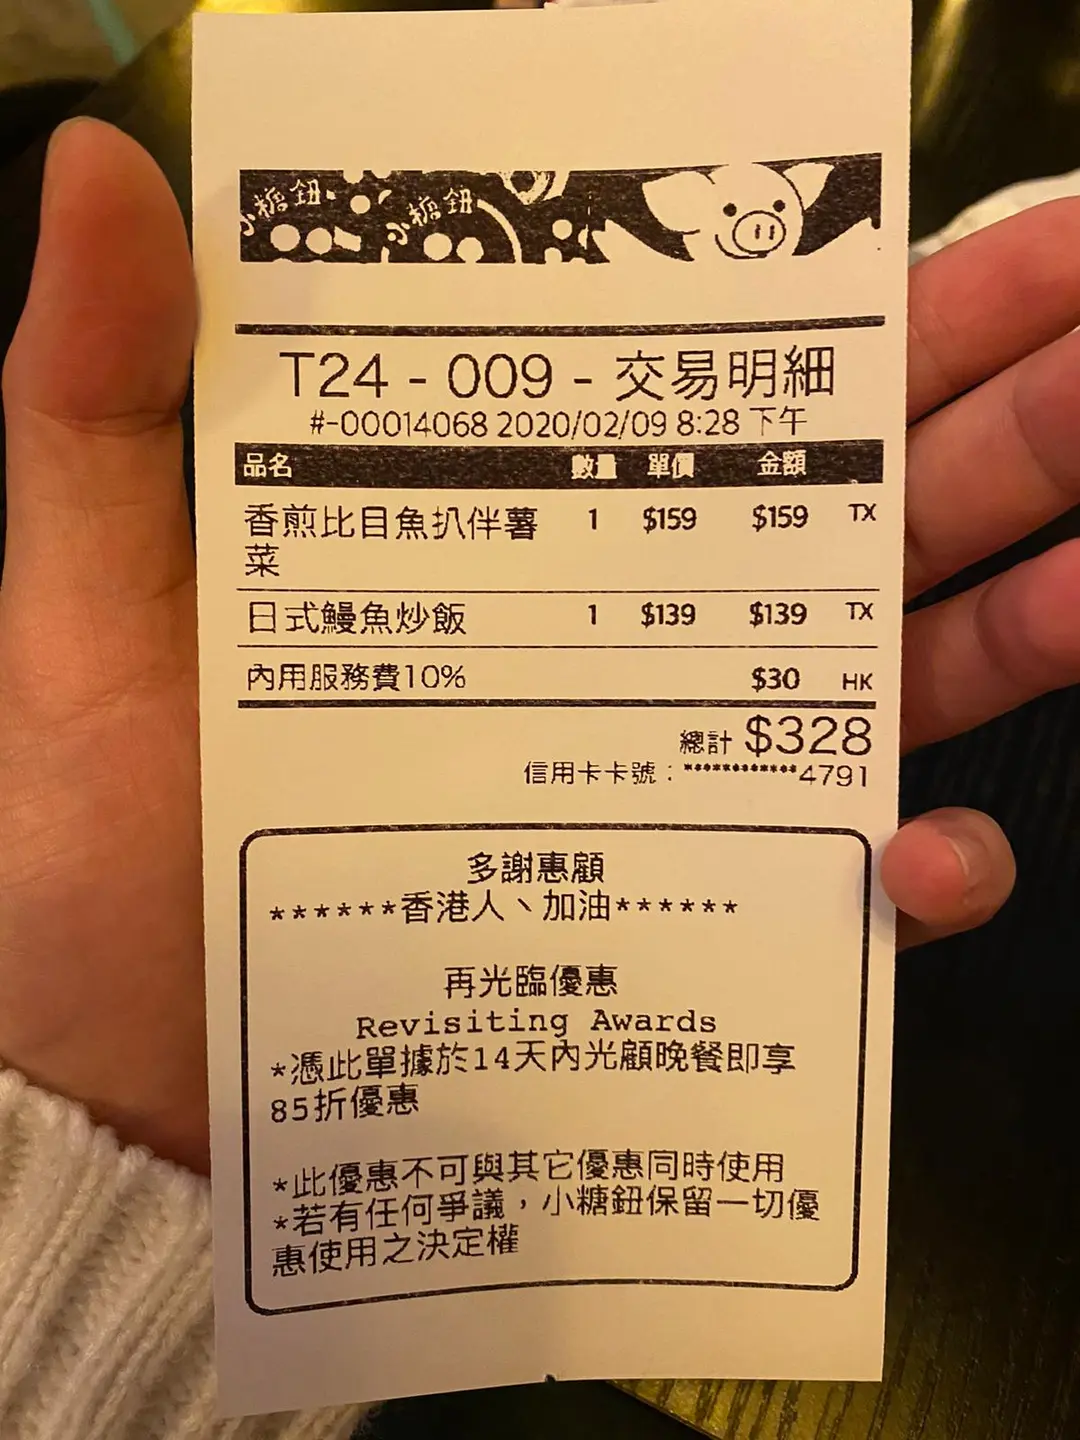 小糖鈕 小糖鈕
T24 - 009 - 交易明細
#-00014068 2020/02/09 8:28 下午
品名 數量 單價 金額
香煎比目魚扒伴薯 1 $159 $159 TX
菜
日式鰻魚炒飯 1 $139 $139 TX
內用服務費10% $30 HK
總計 $328
信用卡卡號：************4791
多謝惠顧
******香港人、加油******
再光臨優惠
Revisiting Awards
*憑此單據於14天內光顧晚餐即享
85折優惠
*此優惠不可與其它優惠同時使用
*若有任何爭議，小糖鈕保留一切優
惠使用之決定權